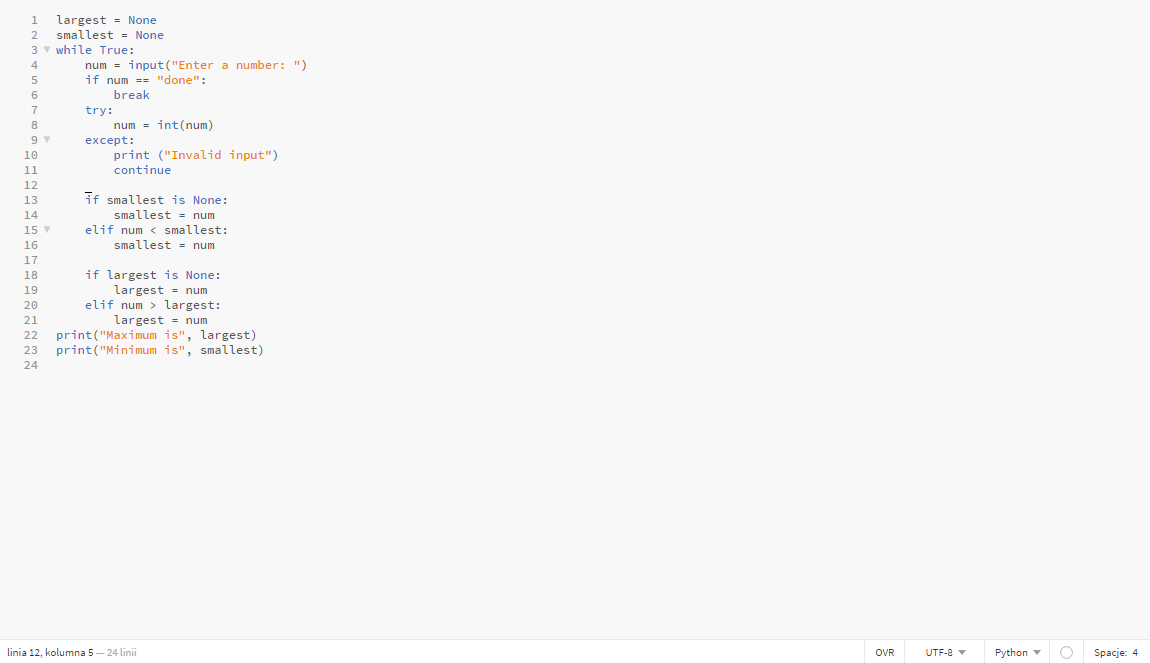 1 largest = None
2 smallest = None
3 while True:
4     num = input("Enter a number: ")
5     if num == "done":
6         break
7     try:
8         num = int(num)
9     except:
10         print ("Invalid input")
11         continue
12
13     if smallest is None:
14         smallest = num
15     elif num < smallest:
16         smallest = num
17
18     if largest is None:
19         largest = num
20     elif num > largest:
21         largest = num
22 print("Maximum is", largest)
23 print("Minimum is", smallest)
24
linia 12, kolumna 5 — 24 linii OVR UTF-8 Python Spacje: 4